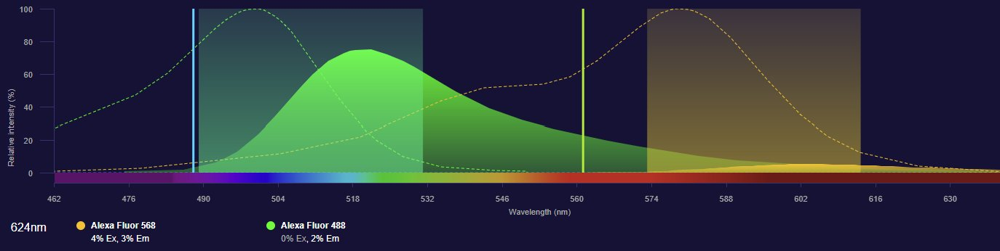 100
80
60
40
20
0
Relative intensity (%)
462 476 490 504 518 532 546 560 574 588 602 616 630
Wavelength (nm)
624nm
Alexa Fluor 568
4% Ex, 3% Em
Alexa Fluor 488
0% Ex, 2% Em